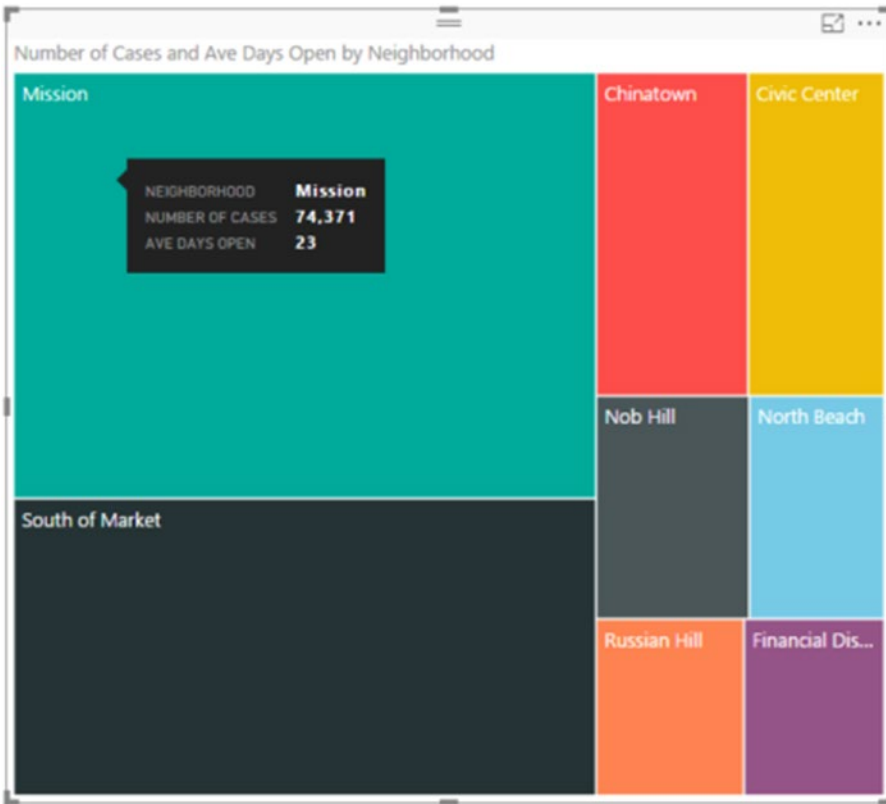 Number of Cases and Ave Days Open by Neighborhood
Mission
NEIGHBORHOOD Mission
NUMBER OF CASES 74,371
AVE DAYS OPEN 23
South of Market
Chinatown
Civic Center
Nob Hill
North Beach
Russian Hill
Financial Dis...